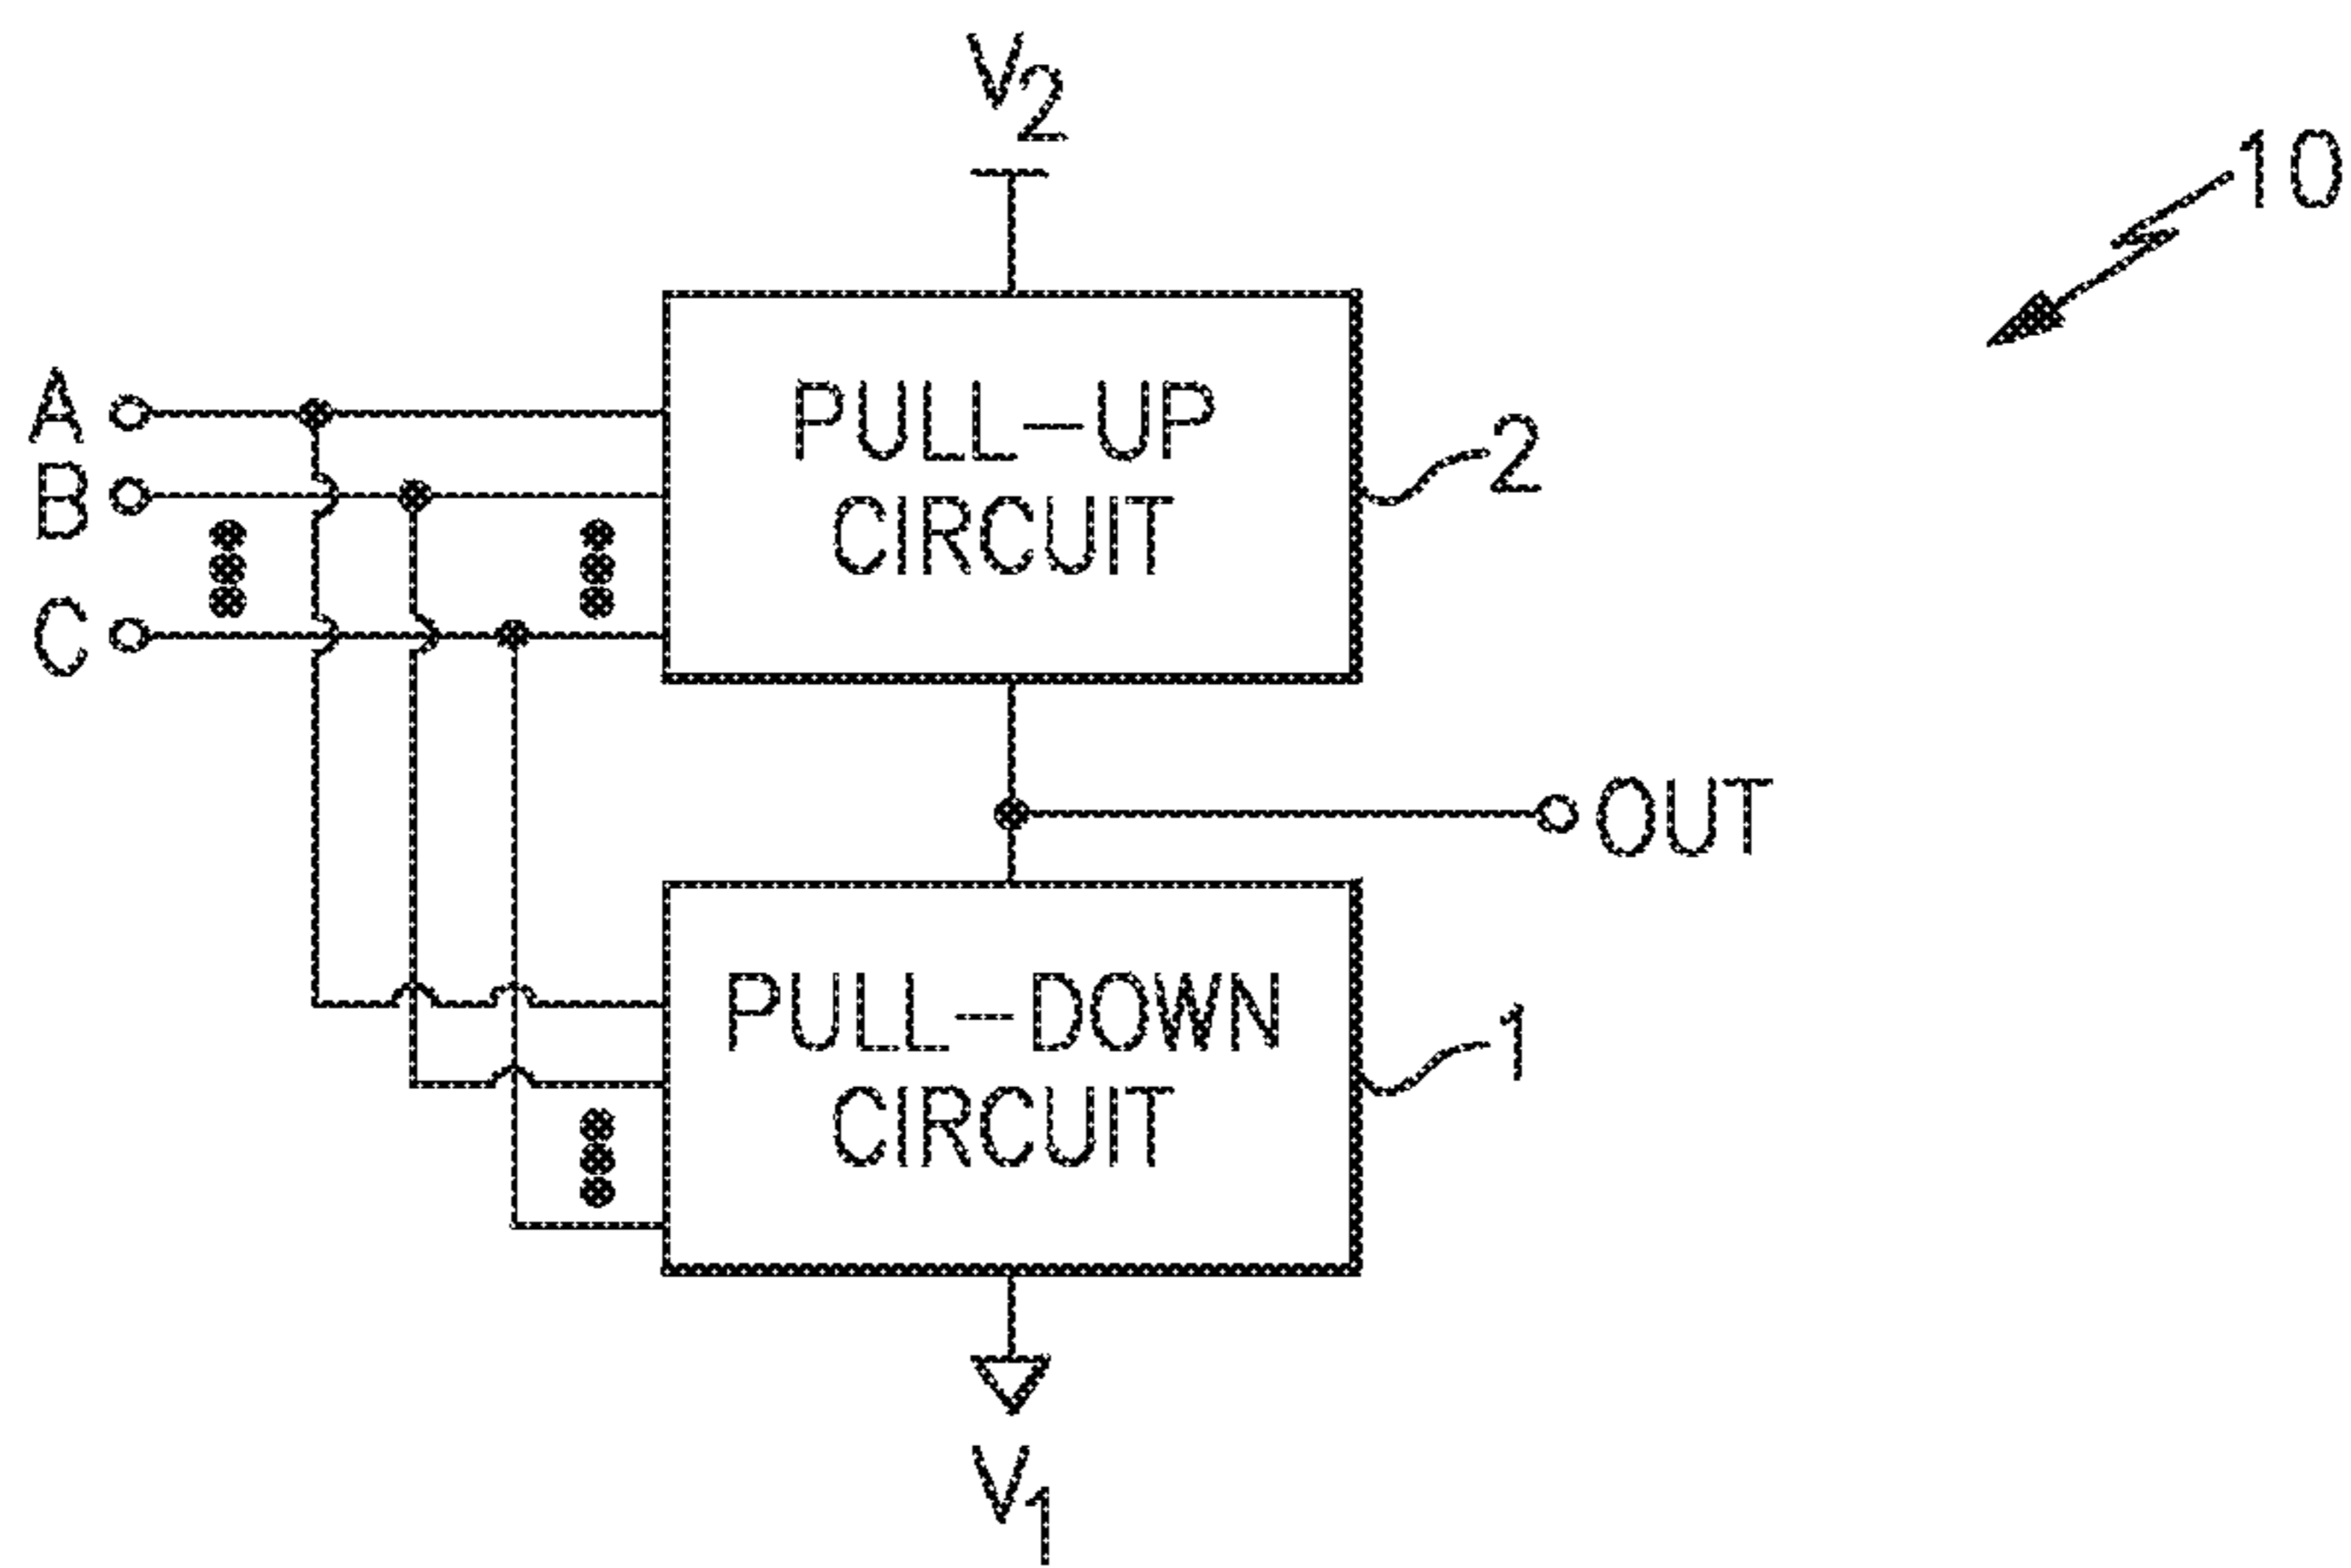 V2
10
A
B
C
PULL-UP
CIRCUIT
2
OUT
PULL-DOWN
CIRCUIT
1
V1